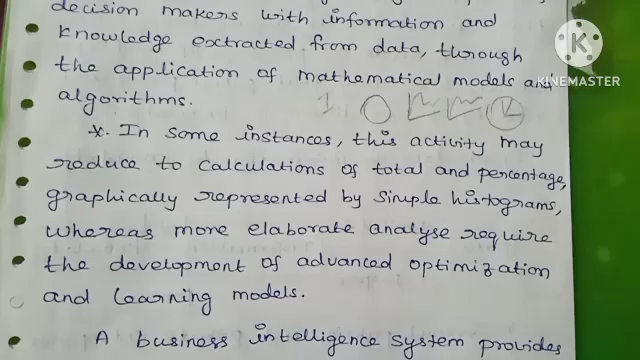 decision makers with information and
knowledge extracted from data, through
the application of mathematical models and
algorithms.
*. In some instances, this activity may
reduce to calculations of total and percentage,
graphically represented by simple histograms,
whereas more elaborate analyse require
the development of advanced optimization
and learning models.
A business intelligence system provides
KINEMASTER